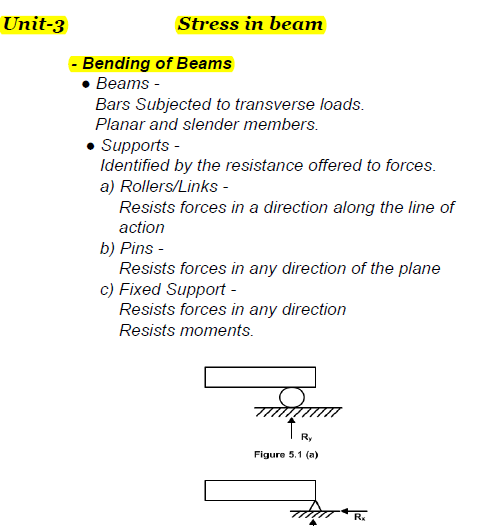 Unit-3 Stress in beam
- Bending of Beams
● Beams -
Bars Subjected to transverse loads.
Planar and slender members.
● Supports -
Identified by the resistance offered to forces.
a) Rollers/Links -
Resists forces in a direction along the line of
action
b) Pins -
Resists forces in any direction of the plane
c) Fixed Support -
Resists forces in any direction
Resists moments.
Ry
Figure 5.1 (a)
Rx